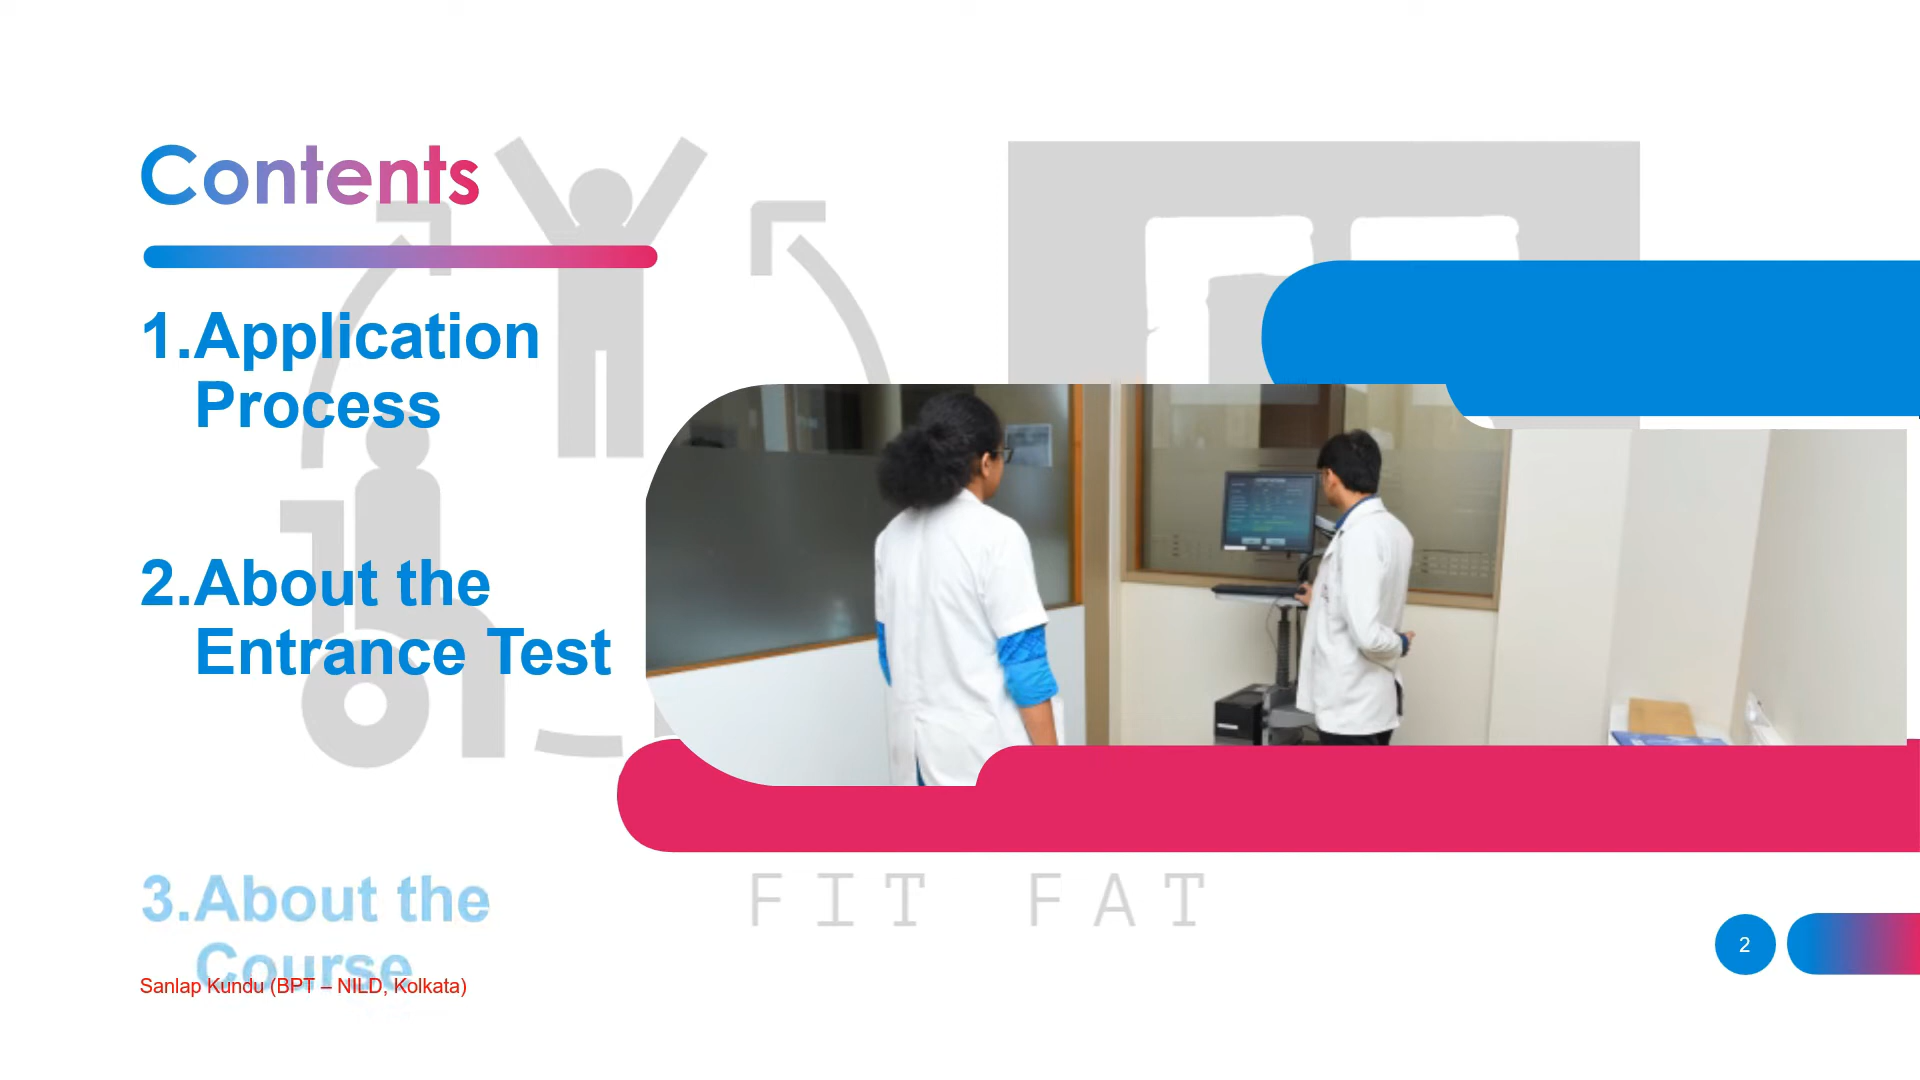 Contents
1.Application
Process
2.About the
Entrance Test
3.About the
Course
Sanlap Kundu (BPT – NILD, Kolkata)
FIT FAT
2